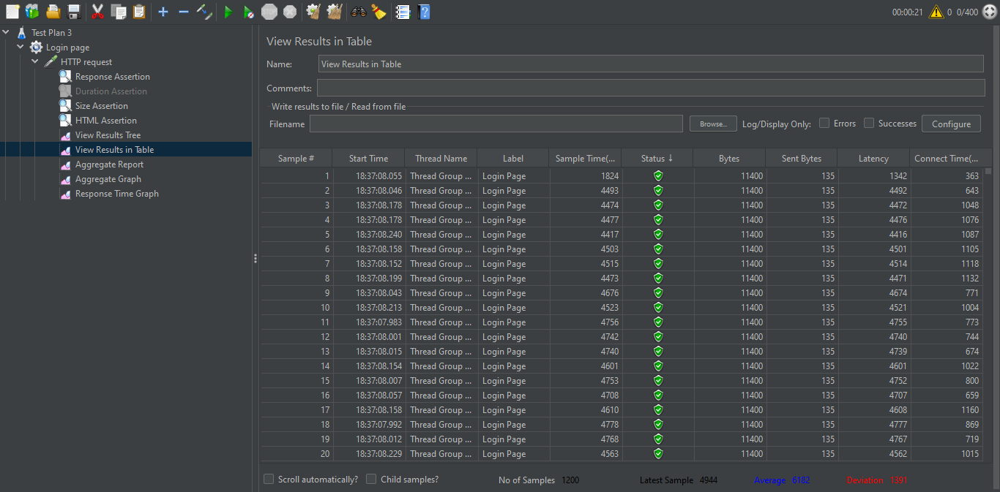 00:00:21 0 0/400
Test Plan 3
Login page
HTTP request
Response Assertion
Duration Assertion
Size Assertion
HTML Assertion
View Results Tree
View Results in Table
Aggregate Report
Aggregate Graph
Response Time Graph
View Results in Table
Name: View Results in Table
Comments:
Write results to file / Read from file
Filename Browse... Log/Display Only: Errors Successes Configure
Sample # Start Time Thread Name Label Sample Time(... Status ↓ Bytes Sent Bytes Latency Connect Time(...
1 18:37:08.055 Thread Group ... Login Page 1824 11400 135 1342 363
2 18:37:08.046 Thread Group ... Login Page 4493 11400 135 4492 643
3 18:37:08.178 Thread Group ... Login Page 4474 11400 135 4472 1048
4 18:37:08.178 Thread Group ... Login Page 4477 11400 135 4476 1076
5 18:37:08.240 Thread Group ... Login Page 4417 11400 135 4416 1087
6 18:37:08.158 Thread Group ... Login Page 4503 11400 135 4501 1105
7 18:37:08.152 Thread Group ... Login Page 4515 11400 135 4514 1118
8 18:37:08.199 Thread Group ... Login Page 4473 11400 135 4471 1132
9 18:37:08.043 Thread Group ... Login Page 4676 11400 135 4674 771
10 18:37:08.213 Thread Group ... Login Page 4523 11400 135 4521 1004
11 18:37:07.983 Thread Group ... Login Page 4756 11400 135 4755 773
12 18:37:08.001 Thread Group ... Login Page 4742 11400 135 4740 744
13 18:37:08.015 Thread Group ... Login Page 4740 11400 135 4739 674
14 18:37:08.154 Thread Group ... Login Page 4601 11400 135 4601 1022
15 18:37:08.007 Thread Group ... Login Page 4753 11400 135 4752 800
16 18:37:08.057 Thread Group ... Login Page 4708 11400 135 4707 659
17 18:37:08.158 Thread Group ... Login Page 4610 11400 135 4608 1160
18 18:37:07.992 Thread Group ... Login Page 4778 11400 135 4777 869
19 18:37:08.012 Thread Group ... Login Page 4768 11400 135 4767 719
20 18:37:08.229 Thread Group ... Login Page 4563 11400 135 4562 1015
Scroll automatically? Child samples? No of Samples 1200 Latest Sample 4944 Average 6182 Deviation 1391